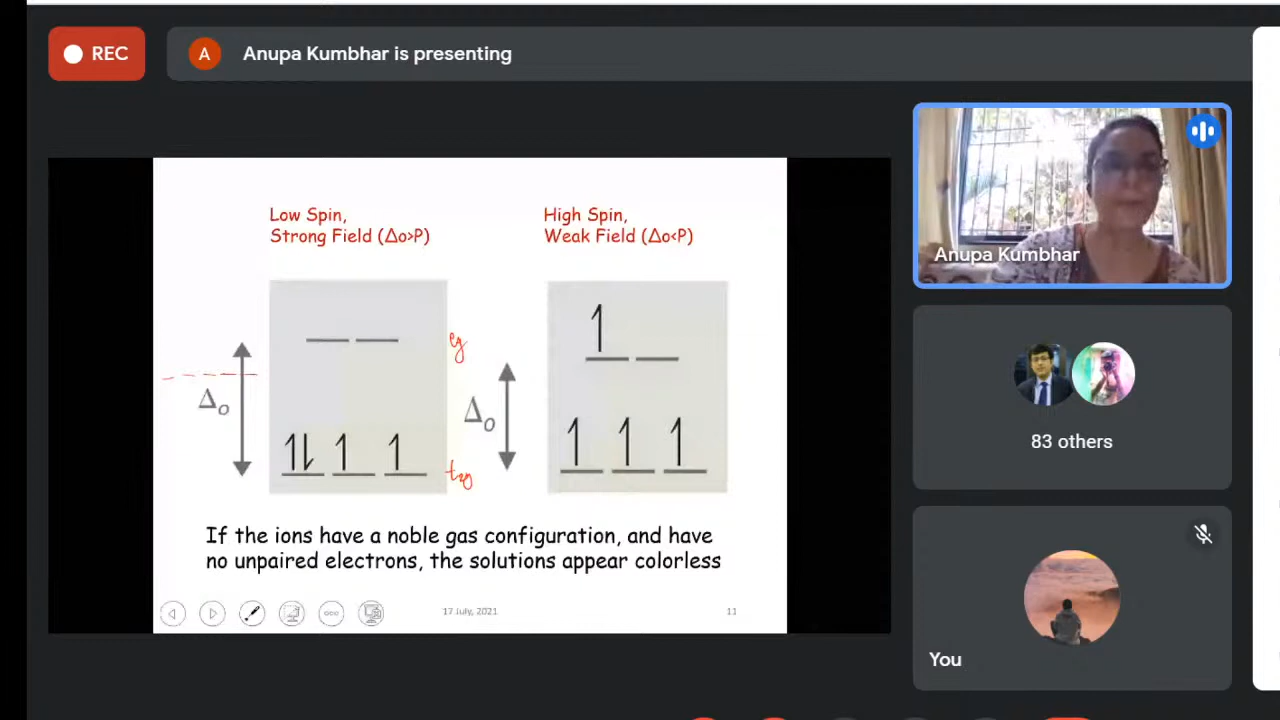 REC
A
Anupa Kumbhar is presenting
Low Spin,
Strong Field (Δo>P)
High Spin,
Weak Field (Δo<P)
eg
Δo
Δo
t2g
If the ions have a noble gas configuration, and have
no unpaired electrons, the solutions appear colorless
17 July, 2021
11
Anupa Kumbhar
83 others
You